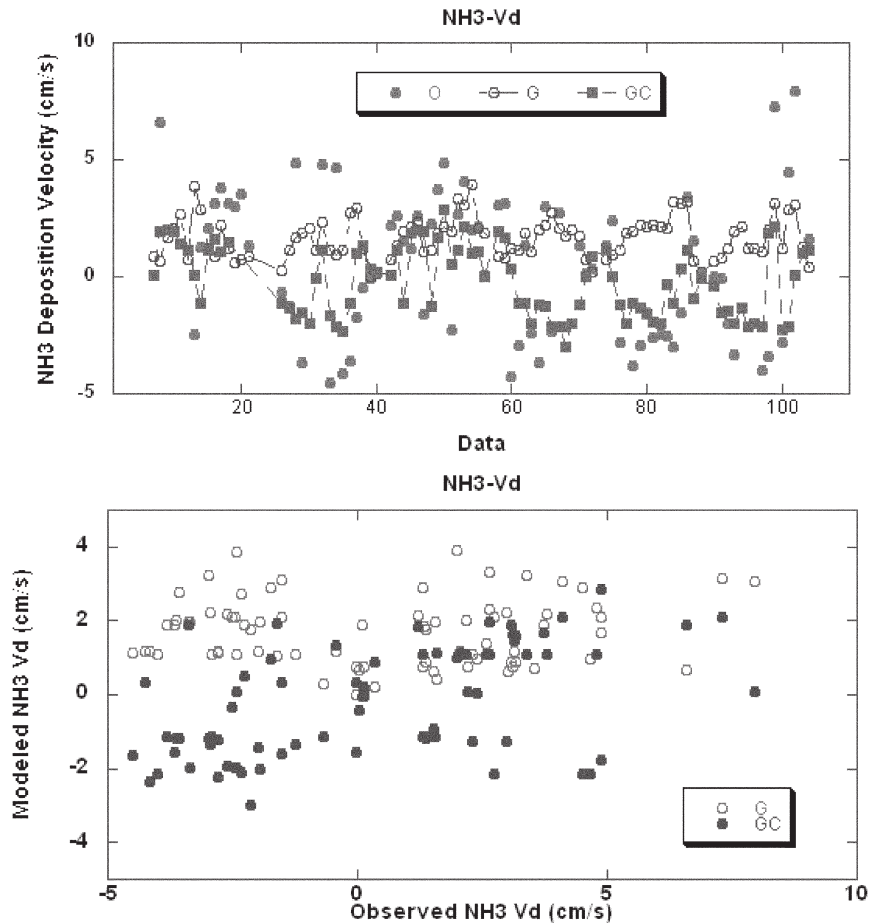 NH3-Vd
NH3 Deposition Velocity (cm/s)
10
5
0
-5
O G GC
20 40 60 80 100
Data
NH3-Vd
Modeled NH3 Vd (cm/s)
4
2
0
-2
-4
G
GC
-5 0 5 10
Observed NH3 Vd (cm/s)